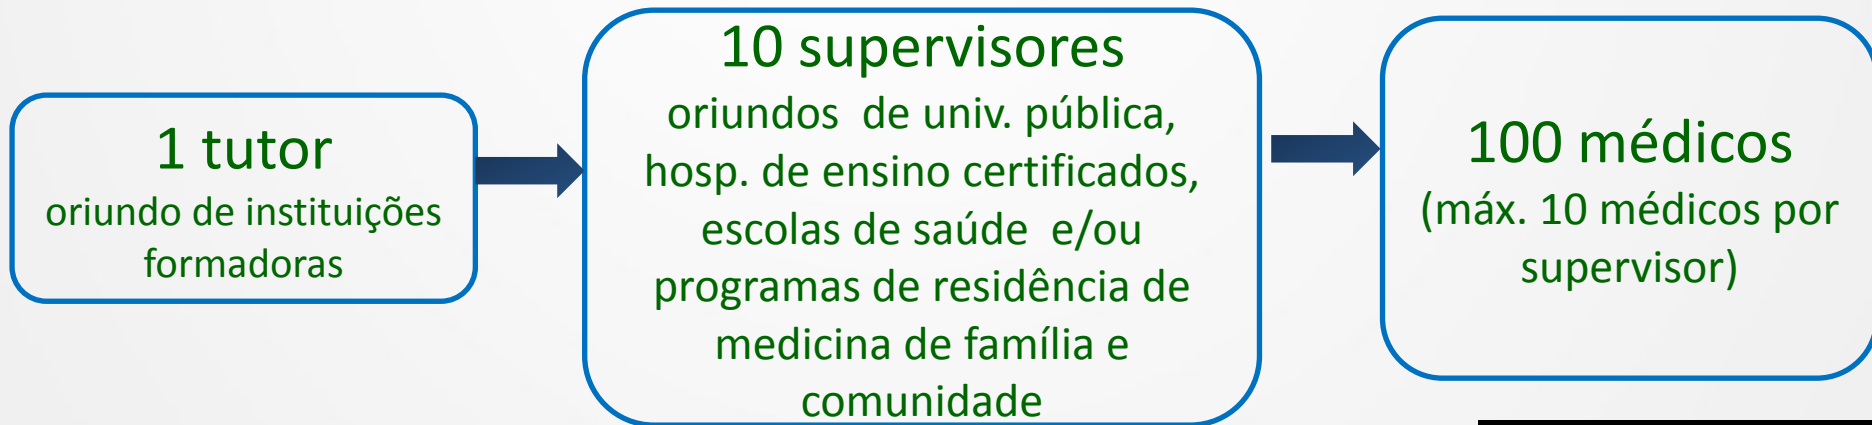 1 tutor
oriundo de instituições
formadoras
10 supervisores
oriundos de univ. pública,
hosp. de ensino certificados,
escolas de saúde e/ou
programas de residência de
medicina de família e
comunidade
100 médicos
(máx. 10 médicos por
supervisor)